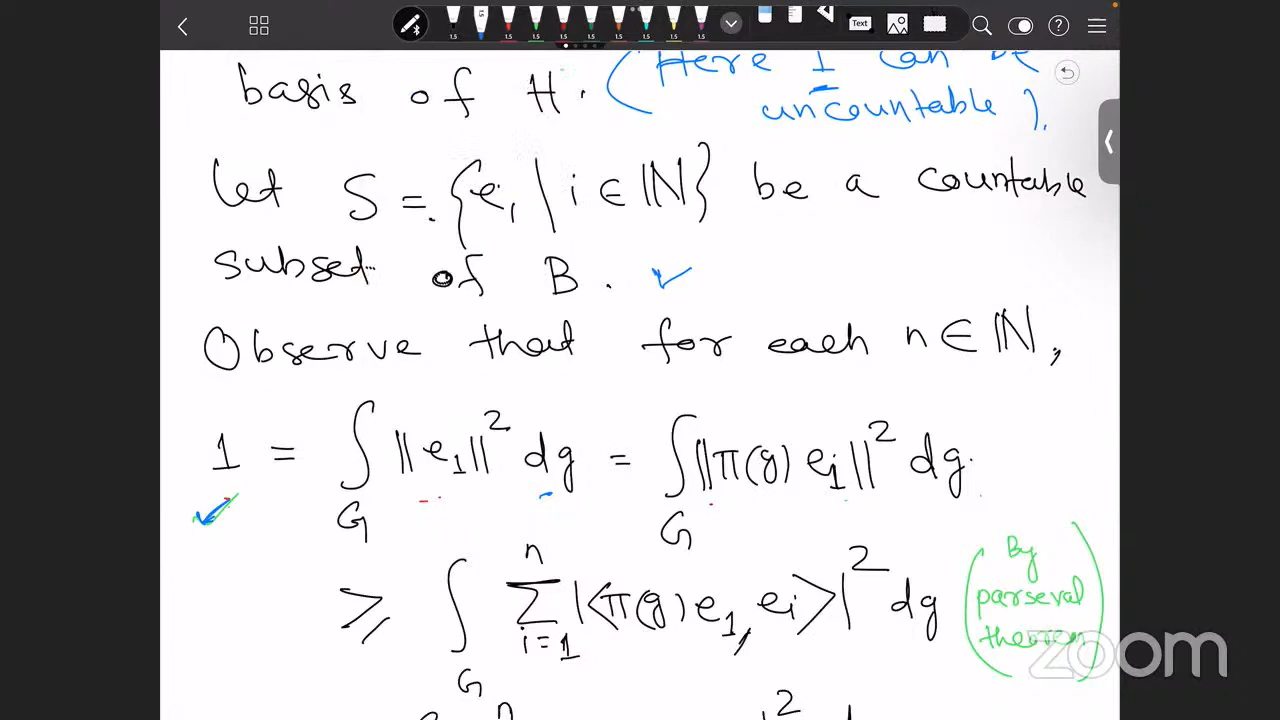 Text
basis of H. (Here I can be
uncountable).
Let S = {e_i | i ∈ ℕ} be a countable
subset of B. ✓
Observe that for each n ∈ ℕ,
1 = ∫_G ||e_1||² dg = ∫_G ||π(g) e_1||² dg.
≥ ∫_G ∑_{i=1}^n |<π(g) e_1, e_i>|² dg (By parseval theorem)
zoom